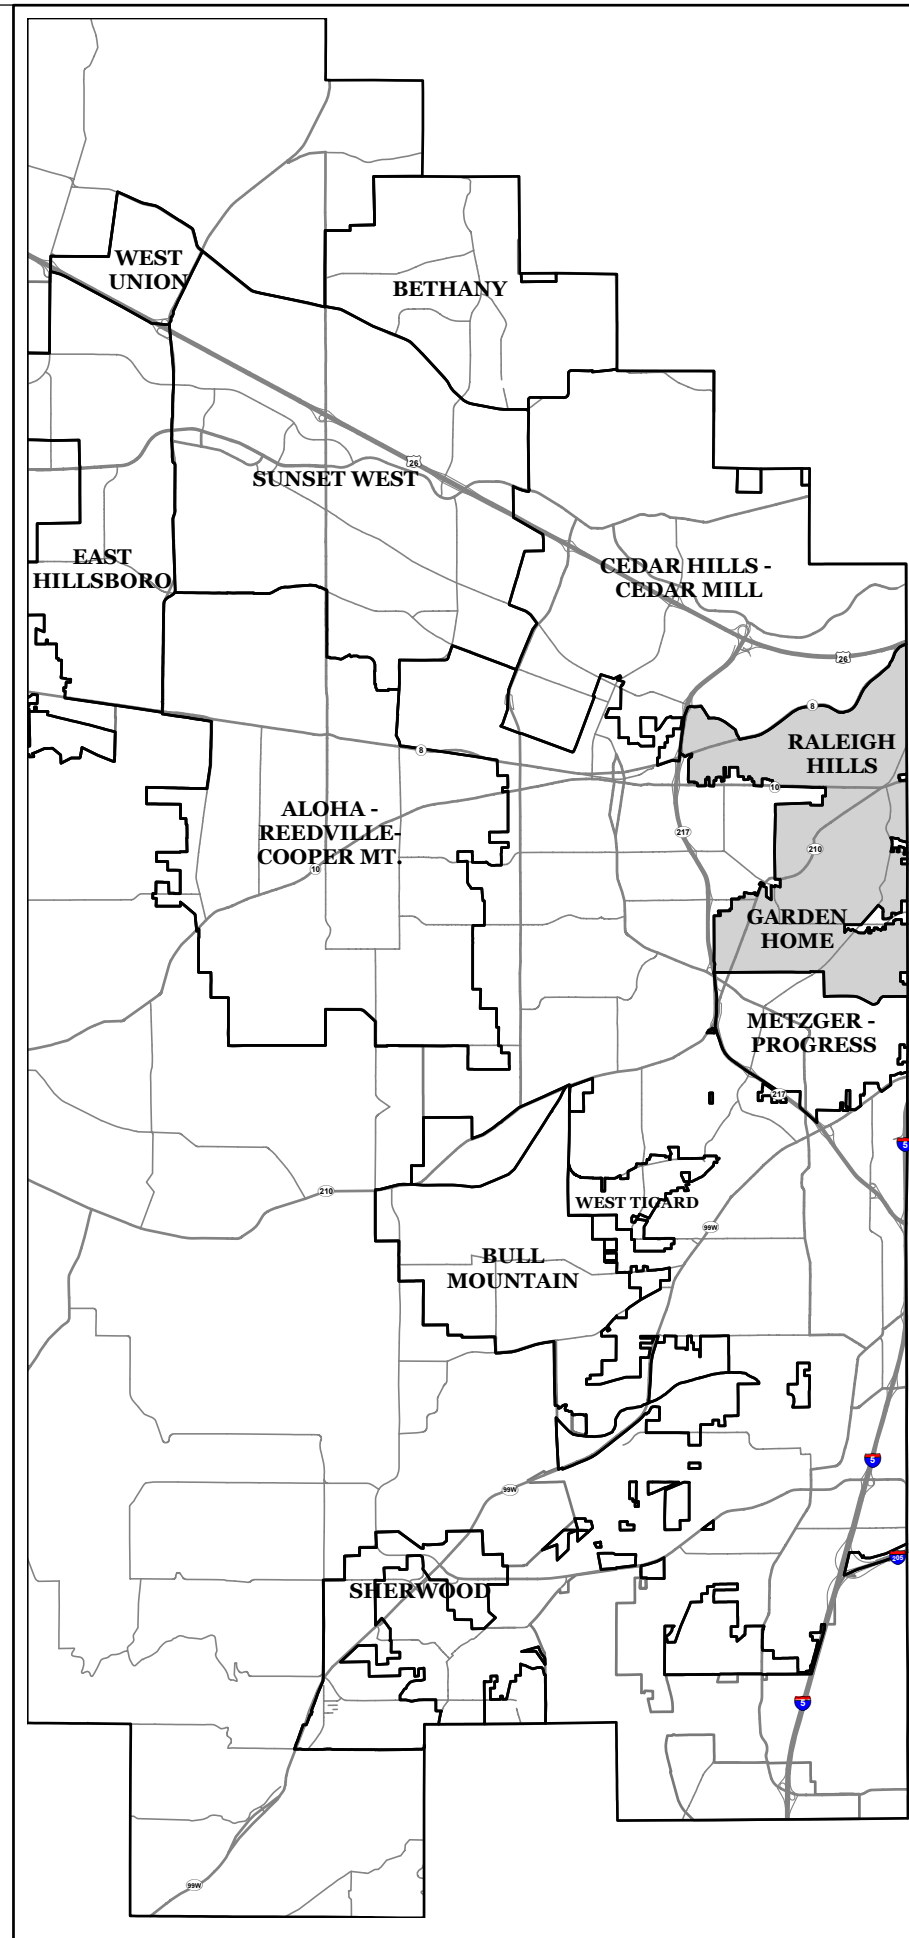 WEST
UNION
BETHANY
26
SUNSET WEST
EAST
HILLSBORO
CEDAR HILLS -
CEDAR MILL
26
8
RALEIGH
HILLS
8
10
ALOHA -
REEDVILLE-
COOPER MT.
217
210
10
GARDEN
HOME
METZGER -
PROGRESS
217
5
210
WEST TIGARD
99W
BULL
MOUNTAIN
5
99W
205
SHERWOOD
5
99W